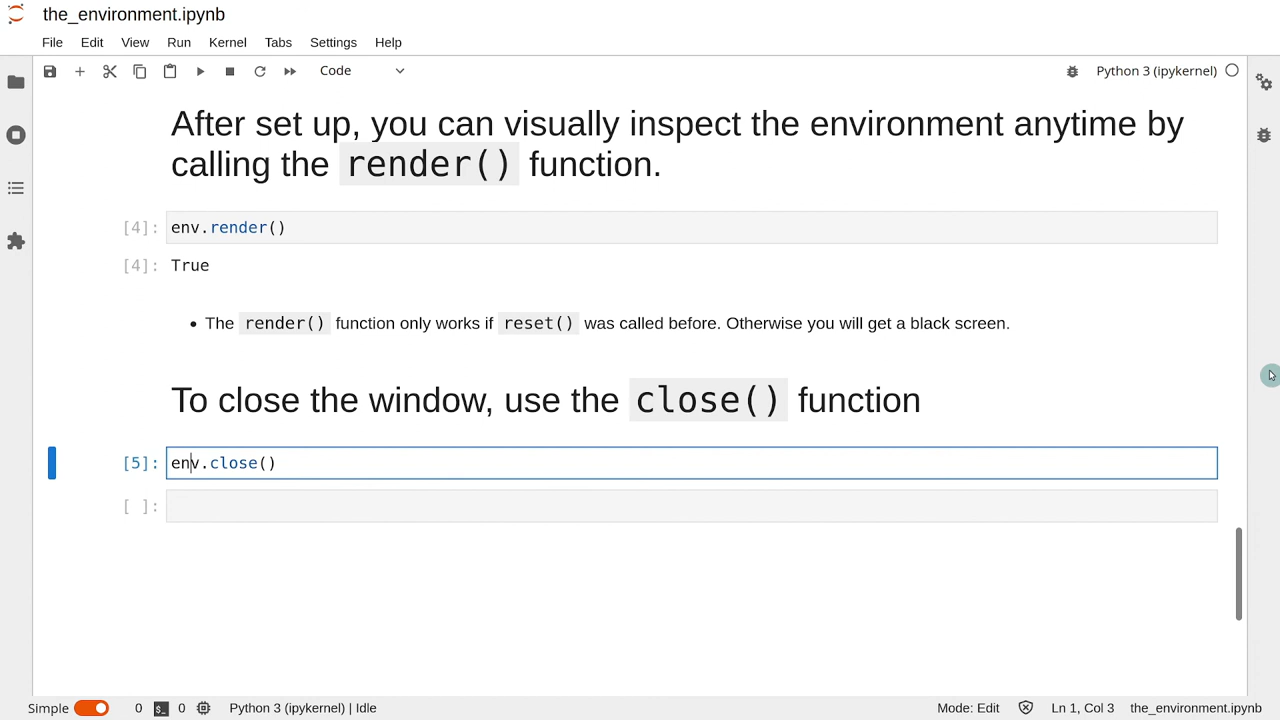 the_environment.ipynb
File Edit View Run Kernel Tabs Settings Help
Code Python 3 (ipykernel)
After set up, you can visually inspect the environment anytime by
calling the render() function.
[4]: env.render()
[4]: True
• The render() function only works if reset() was called before. Otherwise you will get a black screen.
To close the window, use the close() function
[5]: env.close()
[ ]:
Simple 0 $_ 0 Python 3 (ipykernel) | Idle Mode: Edit Ln 1, Col 3 the_environment.ipynb